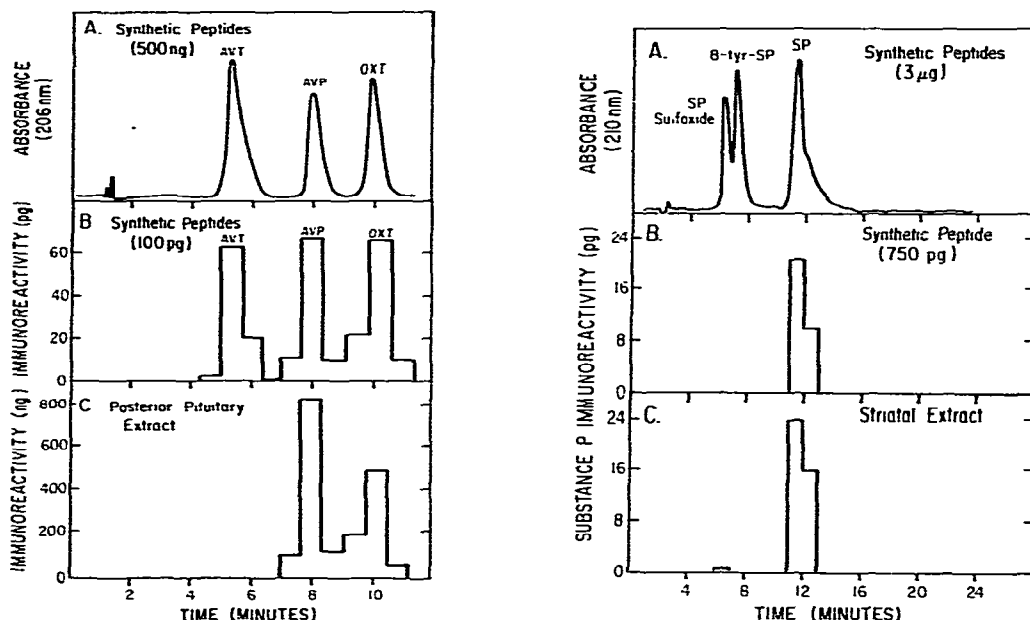 A. Synthetic Peptides
(500ng)
AVT
AVP
OXT
ABSORBANCE
(206nm)
B Synthetic Peptides
(100pg)
AVT
AVP
OXT
IMMUNOREACTIVITY (pg)
60
40
20
0
C Posterior Pituitary
Extract
IMMUNOREACTIVITY (ng)
800
600
400
200
0
2 4 6 8 10
TIME (MINUTES)
A.
8-tyr-SP
SP
Synthetic Peptides
(3µg)
SP
Sulfoxide
ABSORBANCE
(210nm)
B.
Synthetic Peptide
(750 pg)
24
16
8
0
C.
Striatal Extract
SUBSTANCE P IMMUNOREACTIVITY (pg)
24
16
8
0
4 8 12 16 20 24
TIME (MINUTES)